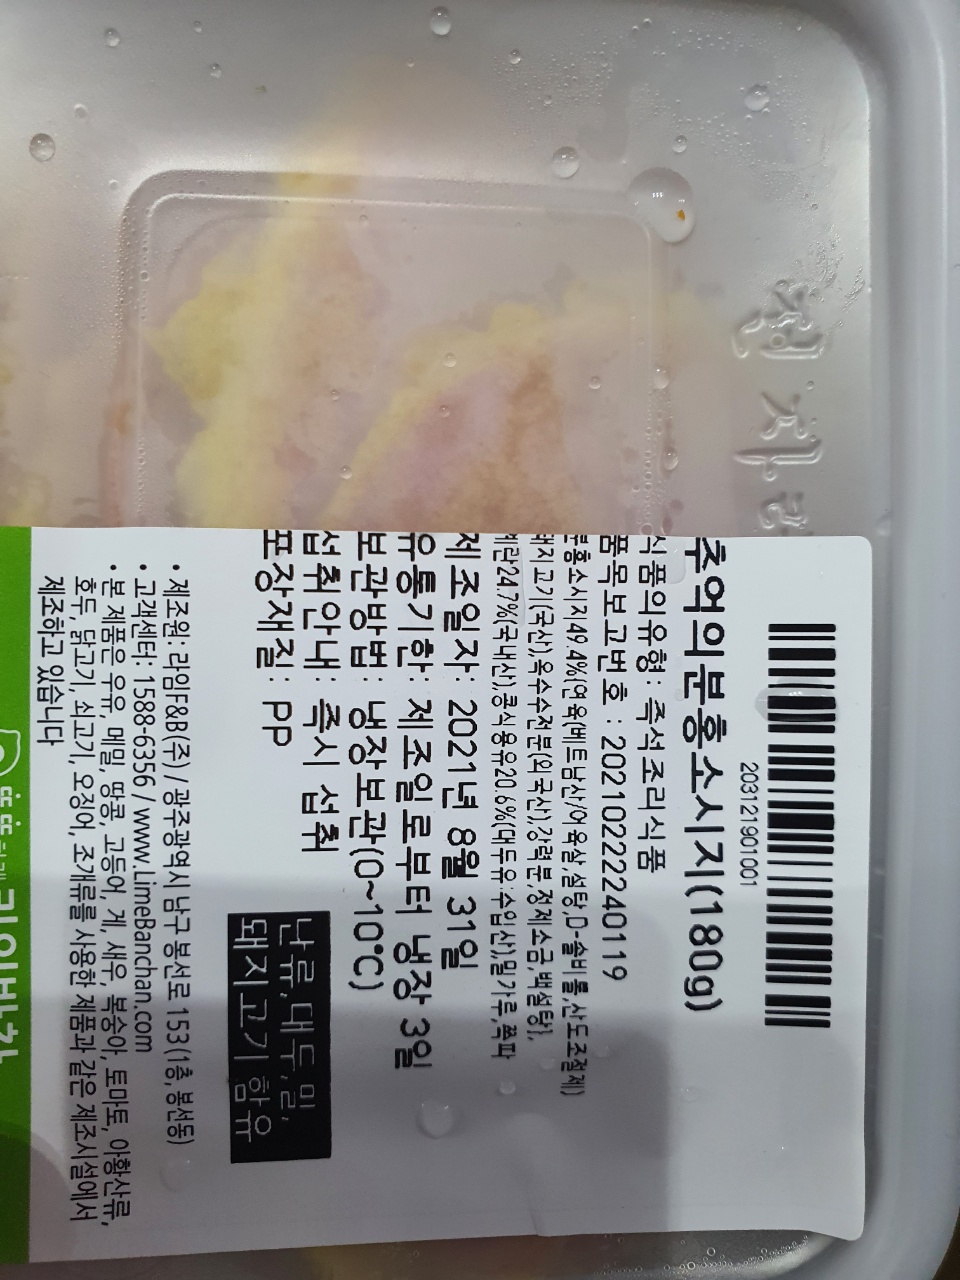 전자렌
203121901001
추억의분홍소시지(180g)
식품의유형: 즉석조리식품
품목보고번호: 2021022240119
분홍소시지49.4%(연육(베트남산/어육살,설탕,D-솔비톨,산도조절제)
돼지고기(국산),옥수수전분(외국산),강력분,정제소금,백설탕},
계란24.7%(국내산),콩식용유20.6%(대두유:수입산),밀가루,쪽파
제조일자: 2021년 8월 31일
유통기한: 제조일로부터 냉장 3일
보관방법: 냉장보관(0~10°C)
섭취안내: 즉시 섭취
포장재질: PP
난류,대두,밀,
돼지고기 함유
• 제조원: 라임F&B(주) / 광주광역시 남구 봉선로 153 (1층, 봉선동)
• 고객센터: 1588-6356 / www.LimeBanchan.com
• 본 제품은 우유, 메밀, 땅콩, 고등어, 게, 새우, 복숭아, 토마토, 아황산류,
호두, 닭고기, 쇠고기, 오징어, 조개류를 사용한 제품과 같은 제조시설에서
제조하고 있습니다